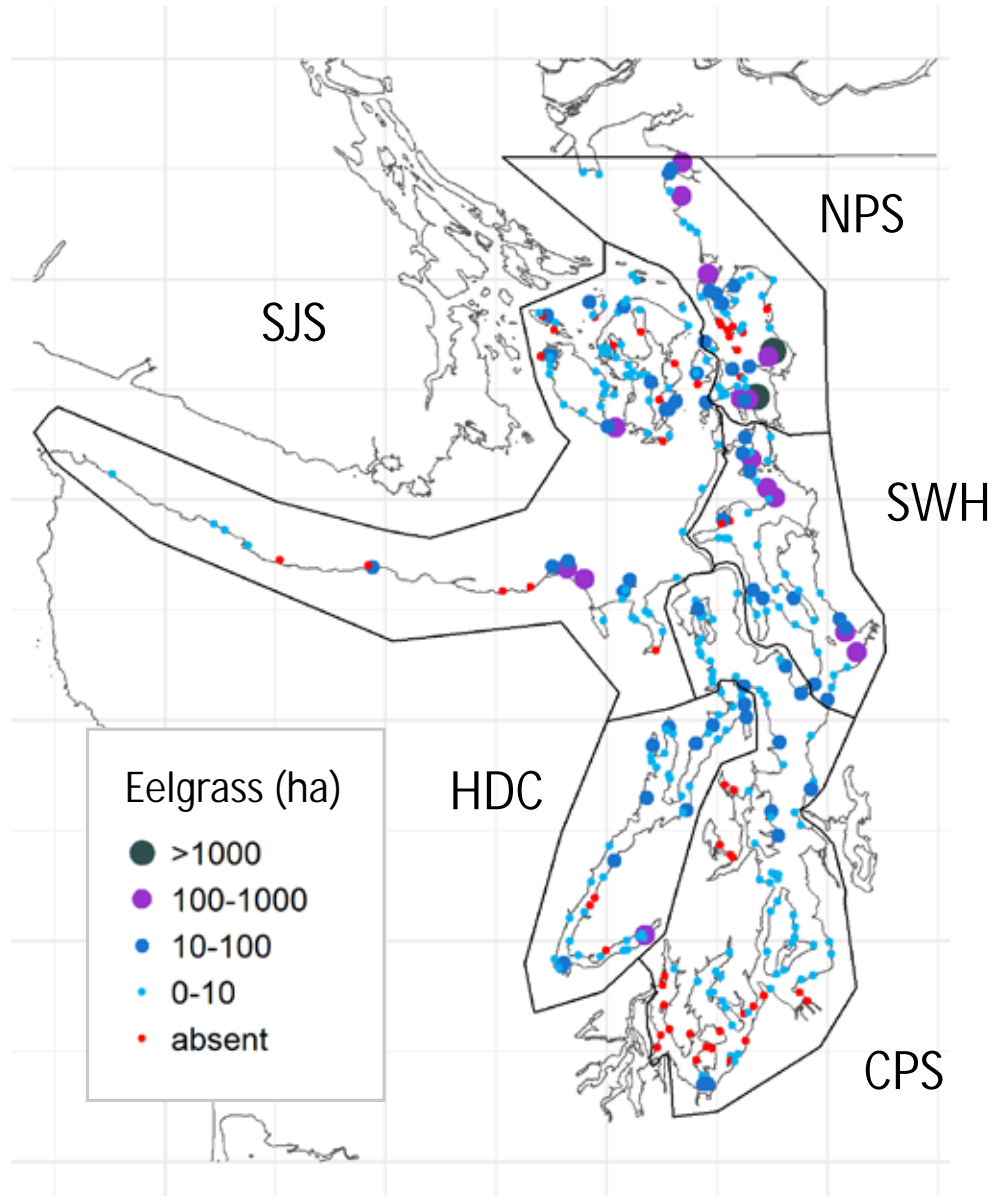 NPS
SJS
SWH
HDC
Eelgrass (ha)
>1000
100-1000
10-100
0-10
absent
CPS